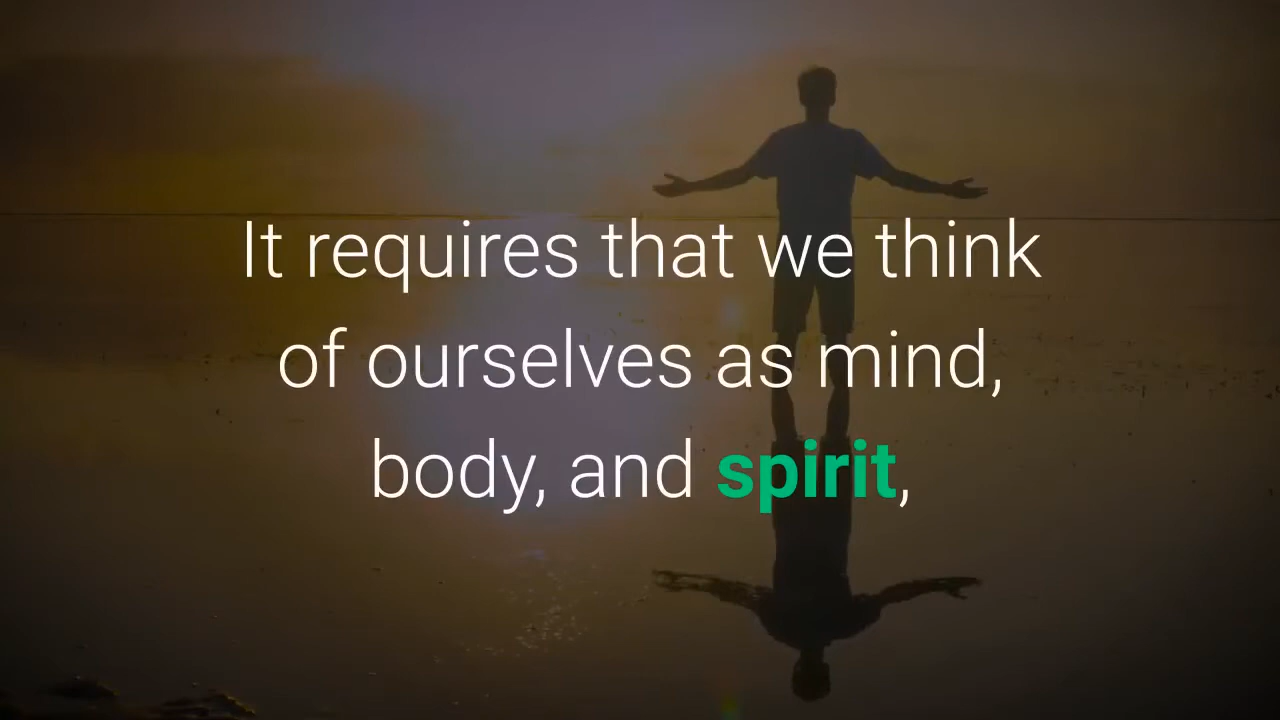 It requires that we think
of ourselves as mind,
body, and spirit,